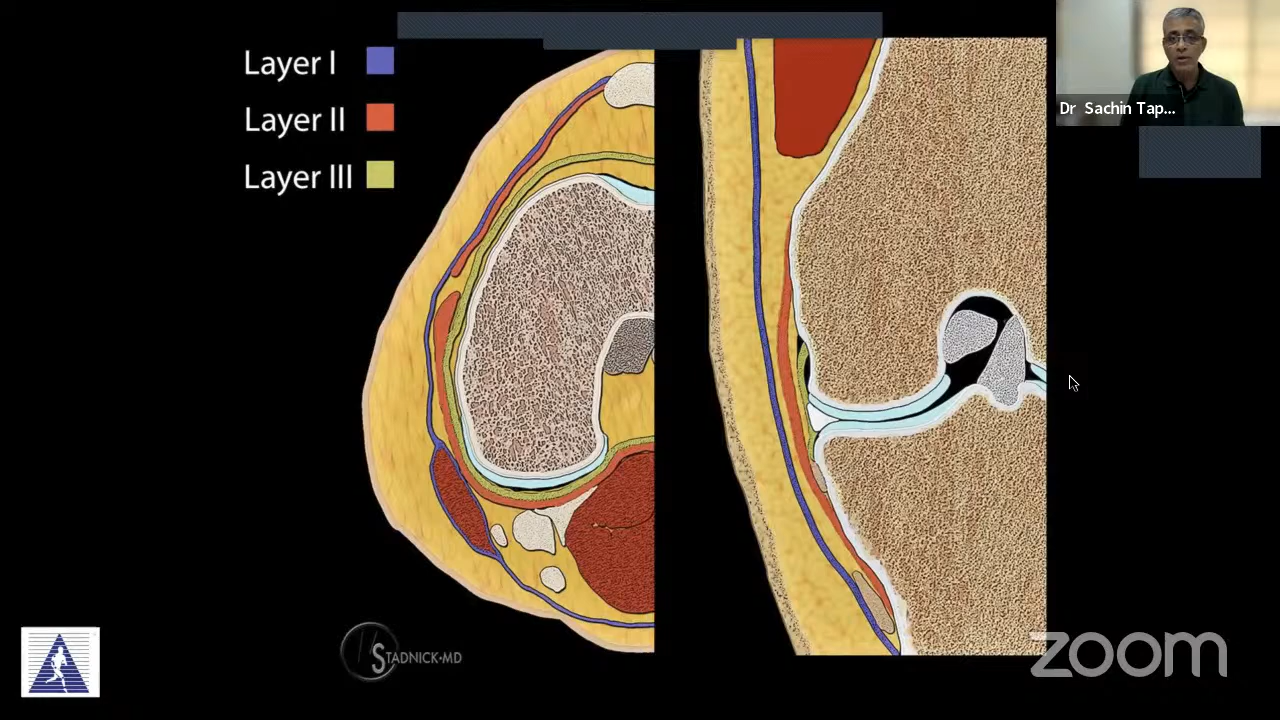 Layer I
Layer II
Layer III
Dr Sachin Tap...
STADNICK·MD
zoom